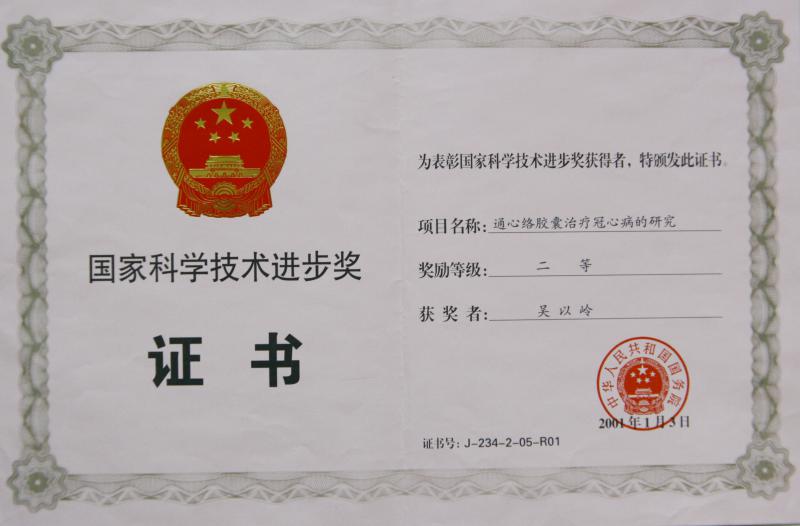 国家科学技术进步奖
证 书
为表彰国家科学技术进步奖获得者，特颁发此证书。
项目名称：通心络胶囊治疗冠心病的研究
奖励等级：二 等
获 奖 者：吴以岭
中华人民共和国国务院
2001年1月3日
证书号：J-234-2-05-R01